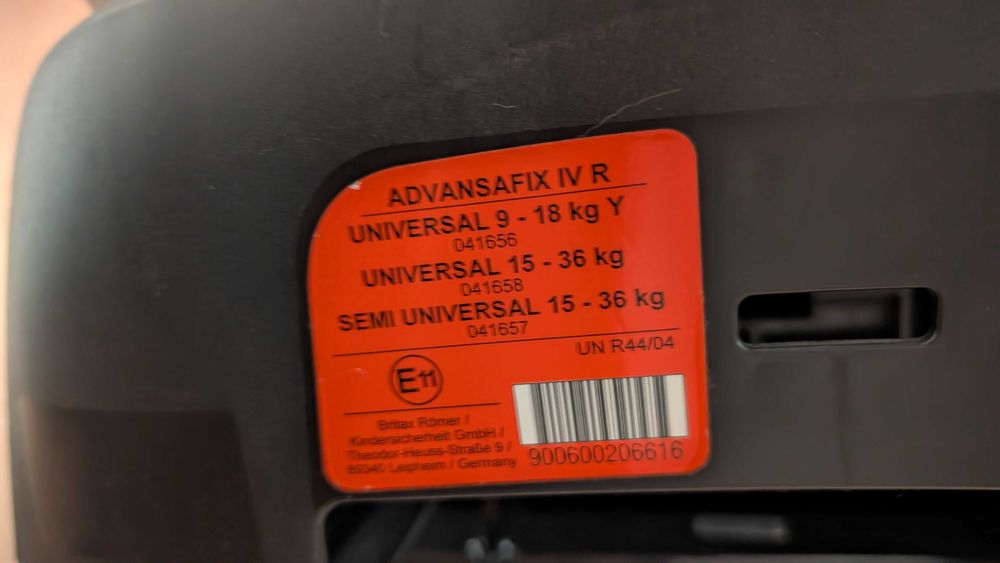 ADVANSAFIX IV R
UNIVERSAL 9 - 18 kg Y
041656
UNIVERSAL 15 - 36 kg
041658
SEMI UNIVERSAL 15 - 36 kg
041657
UN R44/04
E11
Britax Römer /
Kindersicherheit GmbH /
Theodor-Heuss-Straße 9 /
89340 Leipheim / Germany
900600206616